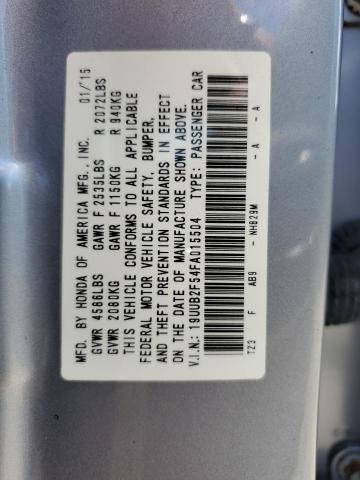 MFD. BY HONDA OF AMERICA MFG., INC. 01/15
GVWR 4586LBS GAWR F 2535LBS R 2072LBS
GVWR 2080KG GAWR F 1150KG R 940KG
THIS VEHICLE CONFORMS TO ALL APPLICABLE
FEDERAL MOTOR VEHICLE SAFETY, BUMPER,
AND THEFT PREVENTION STANDARDS IN EFFECT
ON THE DATE OF MANUFACTURE SHOWN ABOVE.
V.I.N.: 19UUB2F54FA015504 TYPE: PASSENGER CAR
TZ3 F AB9 - NH829M - A - A